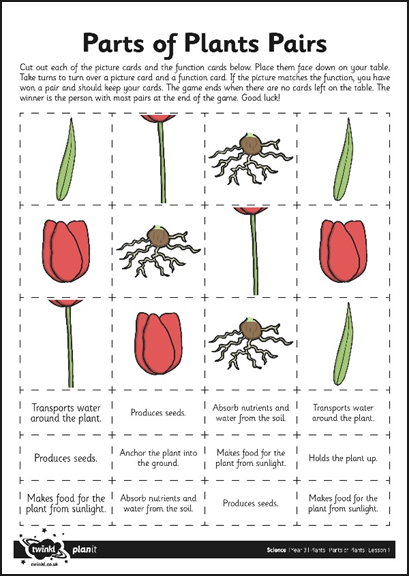 Parts of Plants Pairs
Cut out each of the picture cards and the function cards below. Place them face down on your table.
Take turns to turn over a picture card and a function card. If the picture matches the function, you have
won a pair and should keep your cards. The game ends when there are no cards left on the table. The
winner is the person with most pairs at the end of the game. Good luck!
Transports water
around the plant.
Produces seeds.
Absorb nutrients and
water from the soil.
Transports water
around the plant.
Produces seeds.
Anchor the plant into
the ground.
Makes food for the
plant from sunlight.
Holds the plant up.
Makes food for the
plant from sunlight.
Absorb nutrients and
water from the soil.
Produces seeds.
Makes food for the
plant from sunlight.
twinkl planit
twinkl.co.uk
Science | Year 3 | Plants | Parts of Plants | Lesson 1